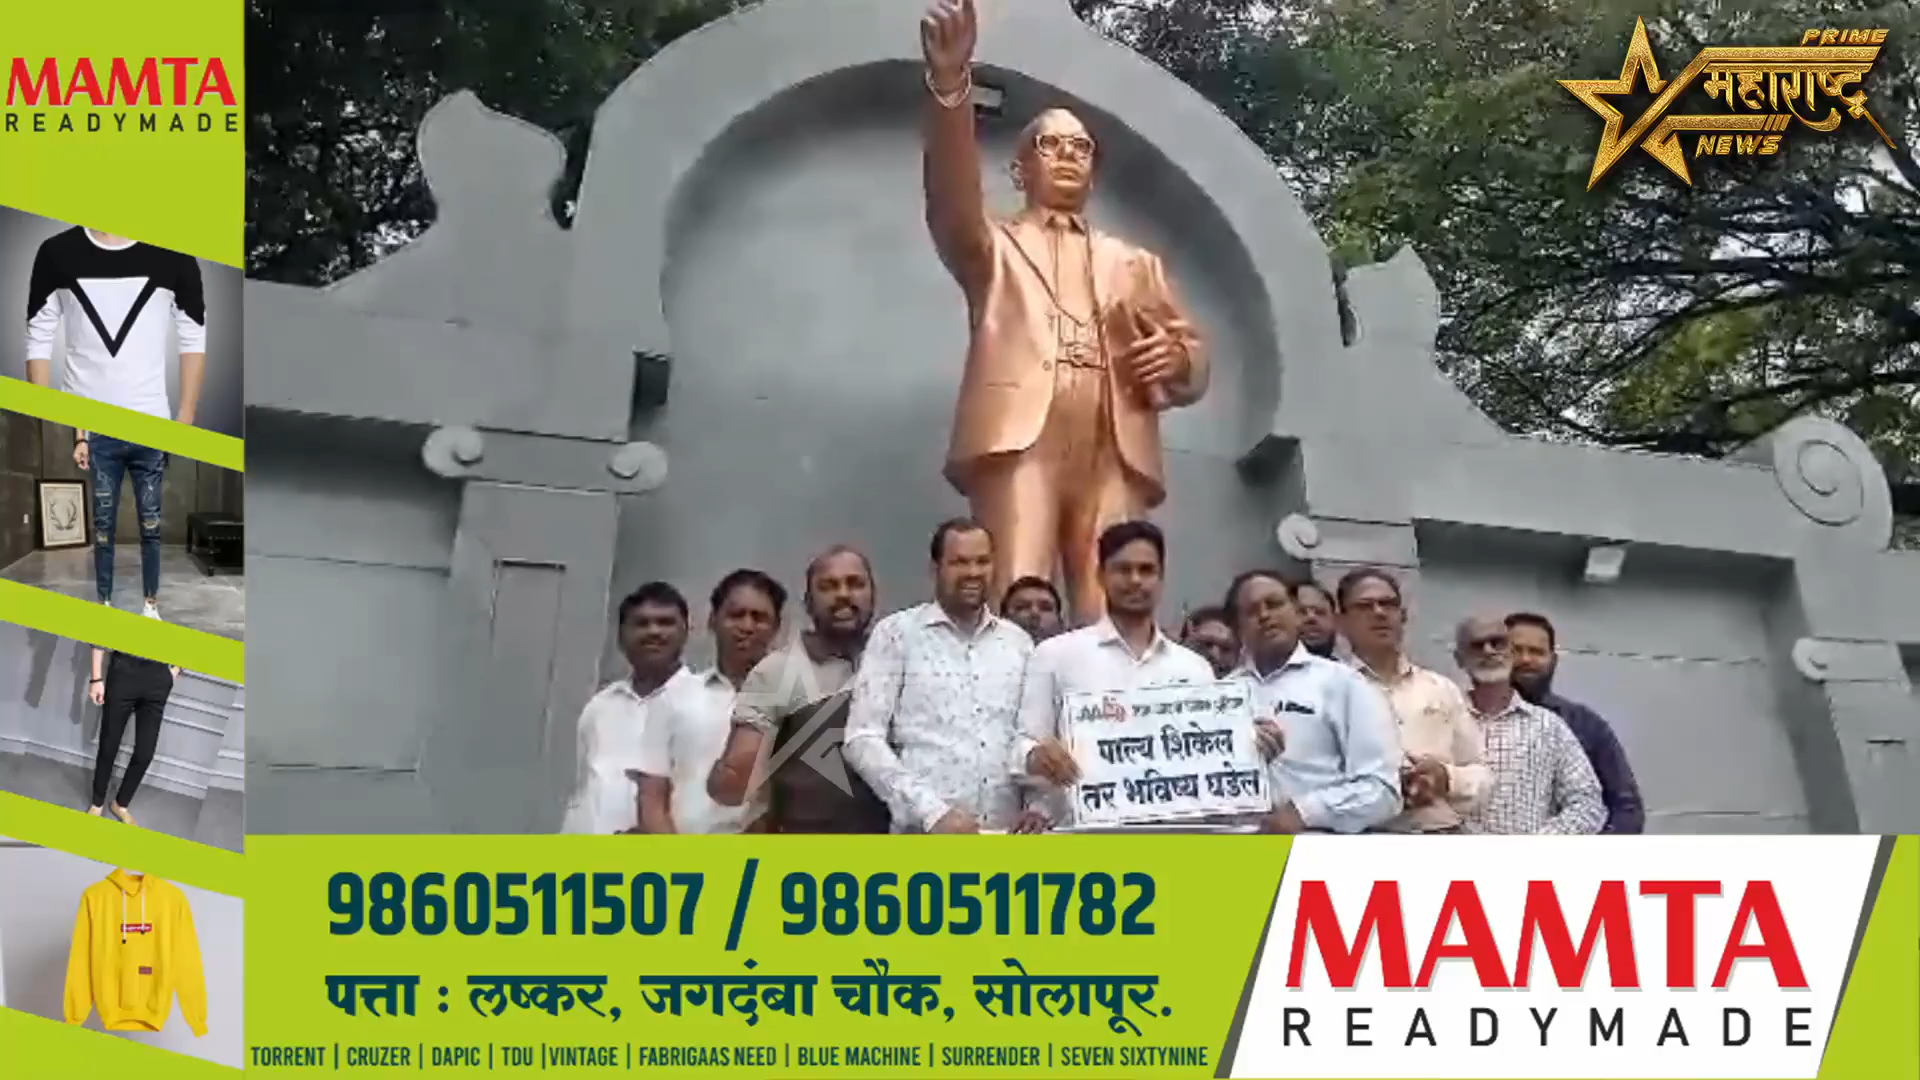 MAMTA
READYMADE
PRIME
महाराष्ट्र
NEWS
पाल्य शिकेल
तर भविष्य घडेल
9860511507 / 9860511782
पत्ता : लष्कर, जगदंबा चौक, सोलापूर.
TORRENT | CRUZER | DAPIC | TDU | VINTAGE | FABRIGAAS NEED | BLUE MACHINE | SURRENDER | SEVEN SIXTYNINE
MAMTA
READYMADE